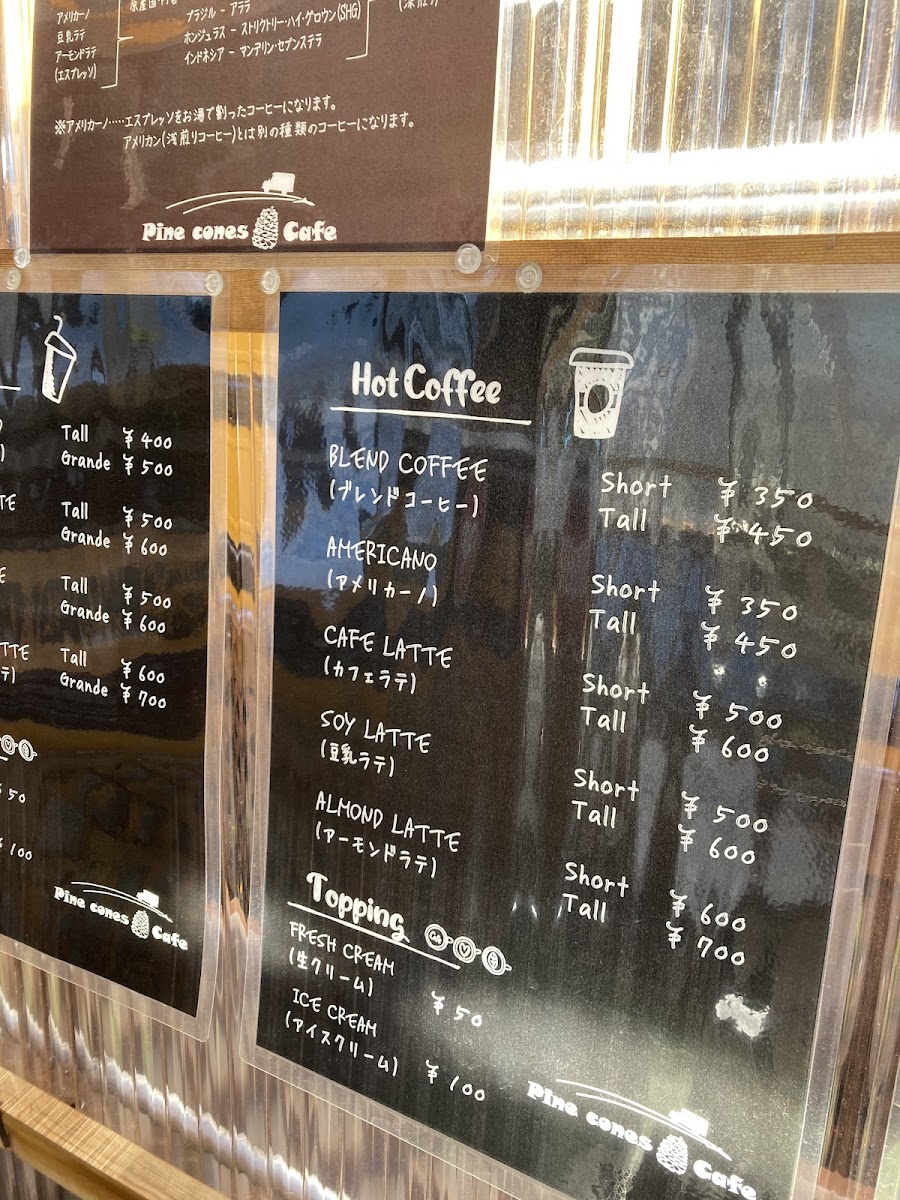 アメリカーノ
豆乳ラテ
アーモンドラテ
(エスプレッソ)
ブラジル - アララ
ホンジュラス - ストリクトリー・ハイ・グロウン(SHG)
インドネシア - マンデリン・セブンステラ
※アメリカーノ‥‥‥エスプレッソをお湯で割ったコーヒーになります。
アメリカン(浅煎りコーヒー)とは別の種類のコーヒーになります。
Pine cones Cafe
Tall ¥400
Grande ¥500
Tall ¥500
Grande ¥600
Tall ¥500
Grande ¥600
Tall ¥600
Grande ¥700
Pine cones Cafe
Hot Coffee
BLEND COFFEE
(ブレンドコーヒー)
Short ¥350
Tall ¥450
AMERICANO
(アメリカーノ)
Short ¥350
Tall ¥450
CAFE LATTE
(カフェラテ)
Short ¥500
Tall ¥600
SOY LATTE
(豆乳ラテ)
Short ¥500
Tall ¥600
ALMOND LATTE
(アーモンドラテ)
Short ¥600
Tall ¥700
Topping
FRESH CREAM
(生クリーム) ¥50
ICE CREAM
(アイスクリーム) ¥100
Pine cones Cafe